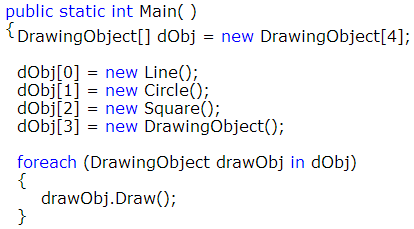 public static int Main( )
{
DrawingObject[] dObj = new DrawingObject[4];
dObj[0] = new Line();
dObj[1] = new Circle();
dObj[2] = new Square();
dObj[3] = new DrawingObject();
foreach (DrawingObject drawObj in dObj)
{
drawObj.Draw();
}